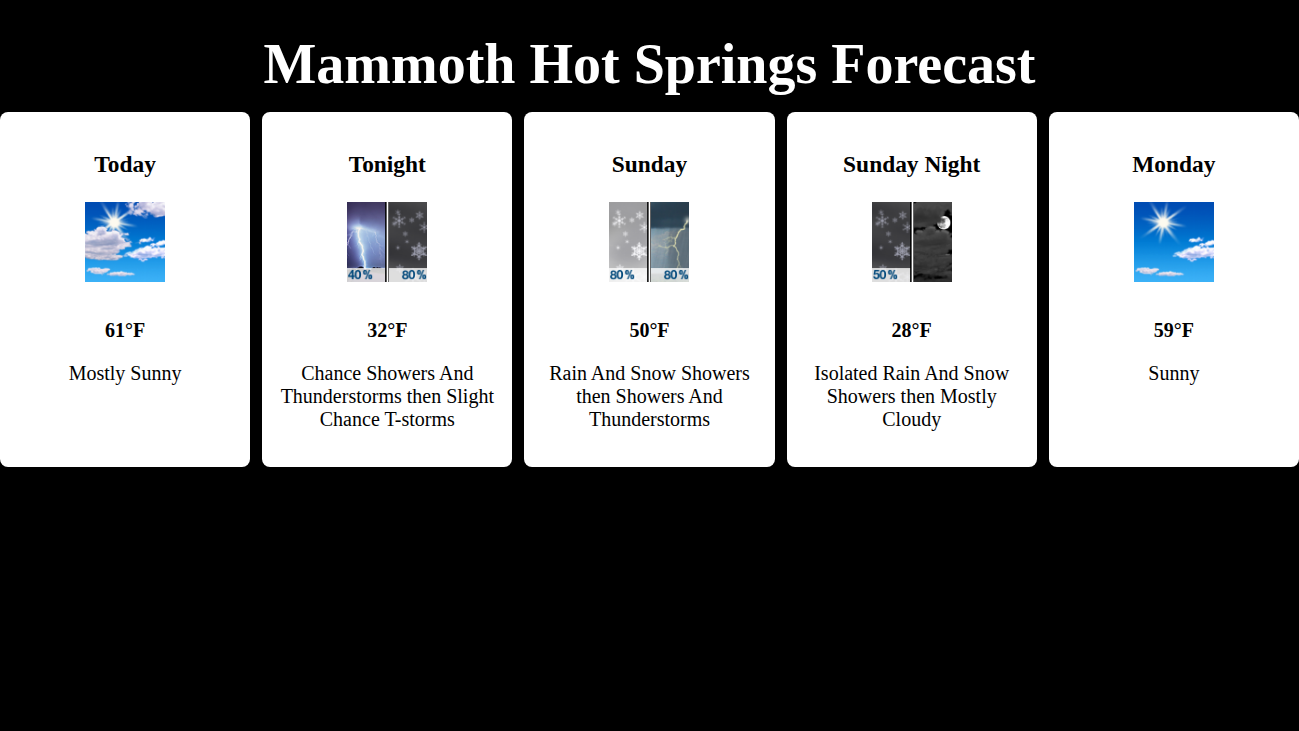 Mammoth Hot Springs Forecast
Today
61°F
Mostly Sunny
Tonight
40%
80%
32°F
Chance Showers And
Thunderstorms then Slight
Chance T-storms
Sunday
80%
80%
50°F
Rain And Snow Showers
then Showers And
Thunderstorms
Sunday Night
50%
28°F
Isolated Rain And Snow
Showers then Mostly
Cloudy
Monday
59°F
Sunny